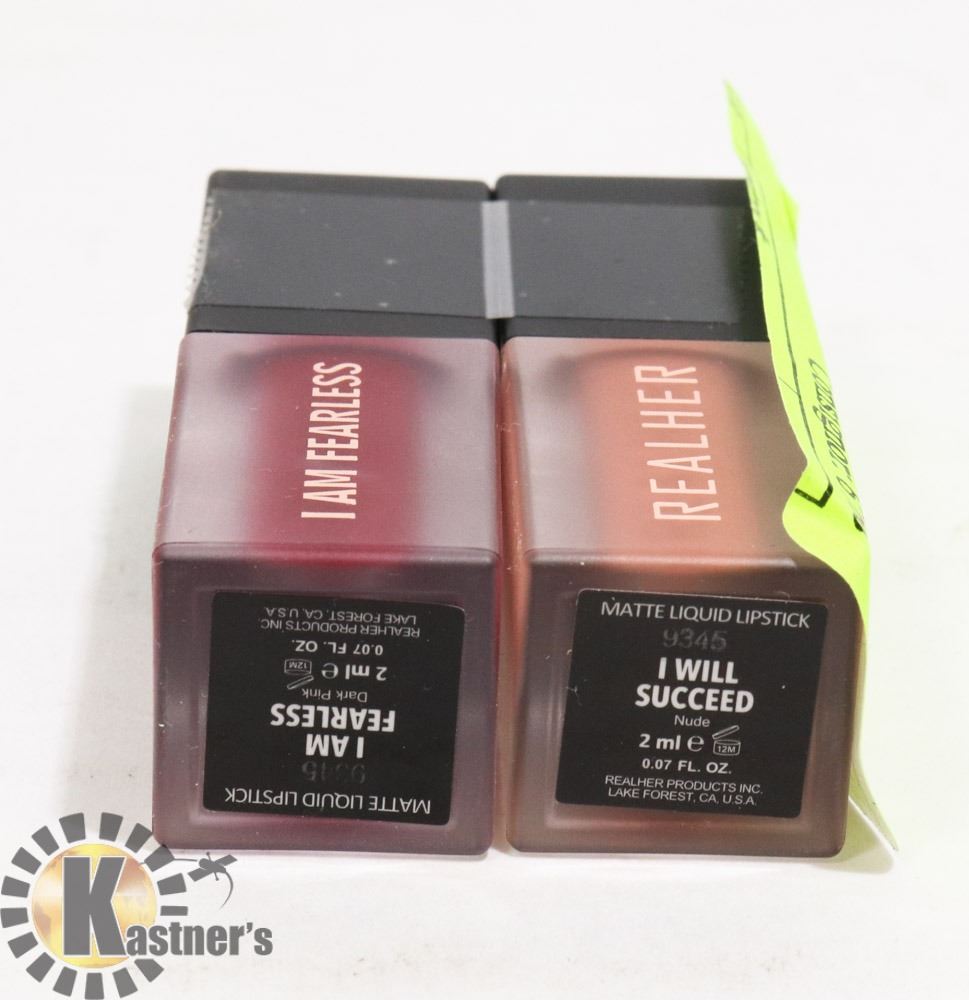 I AM FEARLESS
REALHER
MATTE LIQUID LIPSTICK
9345
I AM
FEARLESS
Dark Pink
2 ml e 12M
0.07 FL. OZ.
REALHER PRODUCTS INC.
LAKE FOREST, CA, U.S.A.
MATTE LIQUID LIPSTICK
9345
I WILL
SUCCEED
Nude
2 ml e 12M
0.07 FL. OZ.
REALHER PRODUCTS INC.
LAKE FOREST, CA, U.S.A.
Kastner's